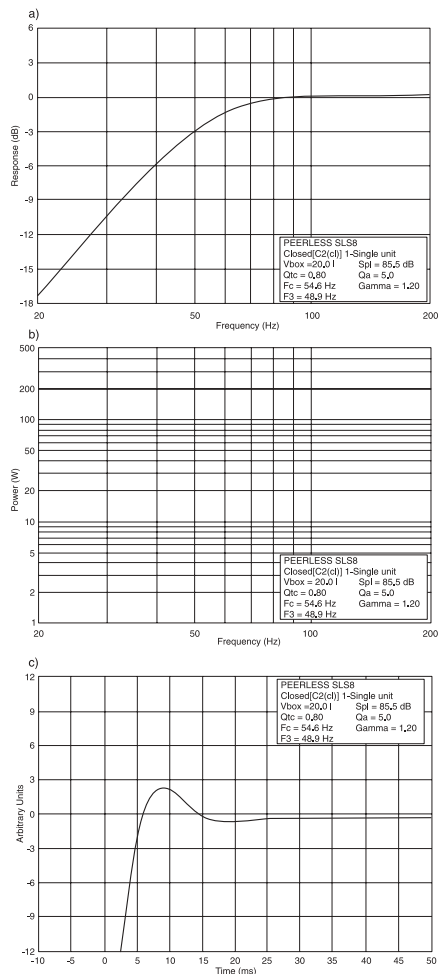 a)
6
3
0
-3
-6
-9
-12
-15
-18
Response (dB)
PEERLESS SLS8
Closed[C2(cl)] 1-Single unit
Vbox =20.0 l Spl = 85.5 dB
Qtc = 0.80 Qa = 5.0
Fc = 54.6 Hz Gamma = 1.20
F3 = 48.9 Hz
20 50 100 200
Frequency (Hz)
b)
500
200
100
50
20
10
5
2
1
Power (W)
PEERLESS SLS8
Closed[C2(cl)] 1-Single unit
Vbox = 20.0 l Spl = 85.5 dB
Qtc = 0.80 Qa = 5.0
Fc = 54.6 Hz Gamma = 1.20
F3 = 48.9 Hz
20 50 100 200
Frequency (Hz)
c)
12
9
6
3
0
-3
-6
-9
-12
Arbitrary Units
PEERLESS SLS8
Closed[C2(cl)] 1-Single unit
Vbox =20.0 l Spl = 85.5 dB
Qtc = 0.80 Qa = 5.0
Fc = 54.6 Hz Gamma = 1.20
F3 = 48.9 Hz
-10 -5 0 5 10 15 20 25 30 35 40 45 50
Time (ms)